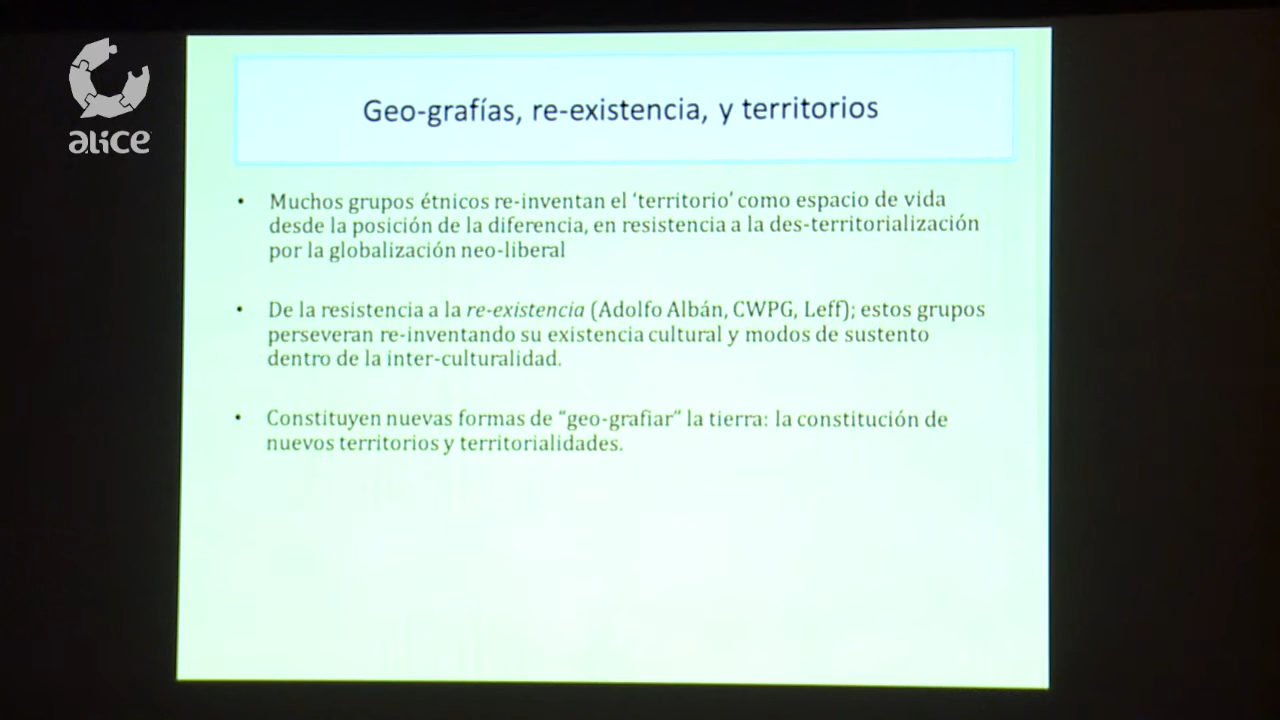 alice
Geo-grafías, re-existencia, y territorios
• Muchos grupos étnicos re-inventan el ‘territorio’ como espacio de vida
desde la posición de la diferencia, en resistencia a la des-territorialización
por la globalización neo-liberal
• De la resistencia a la re-existencia (Adolfo Albán, CWPG, Leff); estos grupos
perseveran re-inventando su existencia cultural y modos de sustento
dentro de la inter-culturalidad.
• Constituyen nuevas formas de “geo-grafiar” la tierra: la constitución de
nuevos territorios y territorialidades.